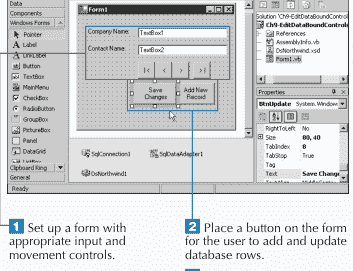 Data
Components
Windows Forms
Pointer
A Label
A LinkLabel
Button
TextBox
MainMenu
CheckBox
RadioButton
GroupBox
PictureBox
Panel
DataGrid
ListBox
Clipboard Ring
General
Ready
Form1
Company Name:
TextBox1
Contact Name:
TextBox2
|<
<
>
>|
Save Changes
Add New Record
SqlConnection1
SqlDataAdapter1
DsNorthwind1
Solution 'Ch9-EditDataBoundControl
Ch9-EditDataBoundContr
References
AssemblyInfo.vb
DsNorthwind.xsd
Form1.vb
Properties
BtnUpdate System.Windows
RightToLeft No
Size 80, 40
TabIndex 8
TabStop True
Tag
Text Save Change
1 Set up a form with
appropriate input and
movement controls.
2 Place a button on the form
for the user to add and update
database rows.